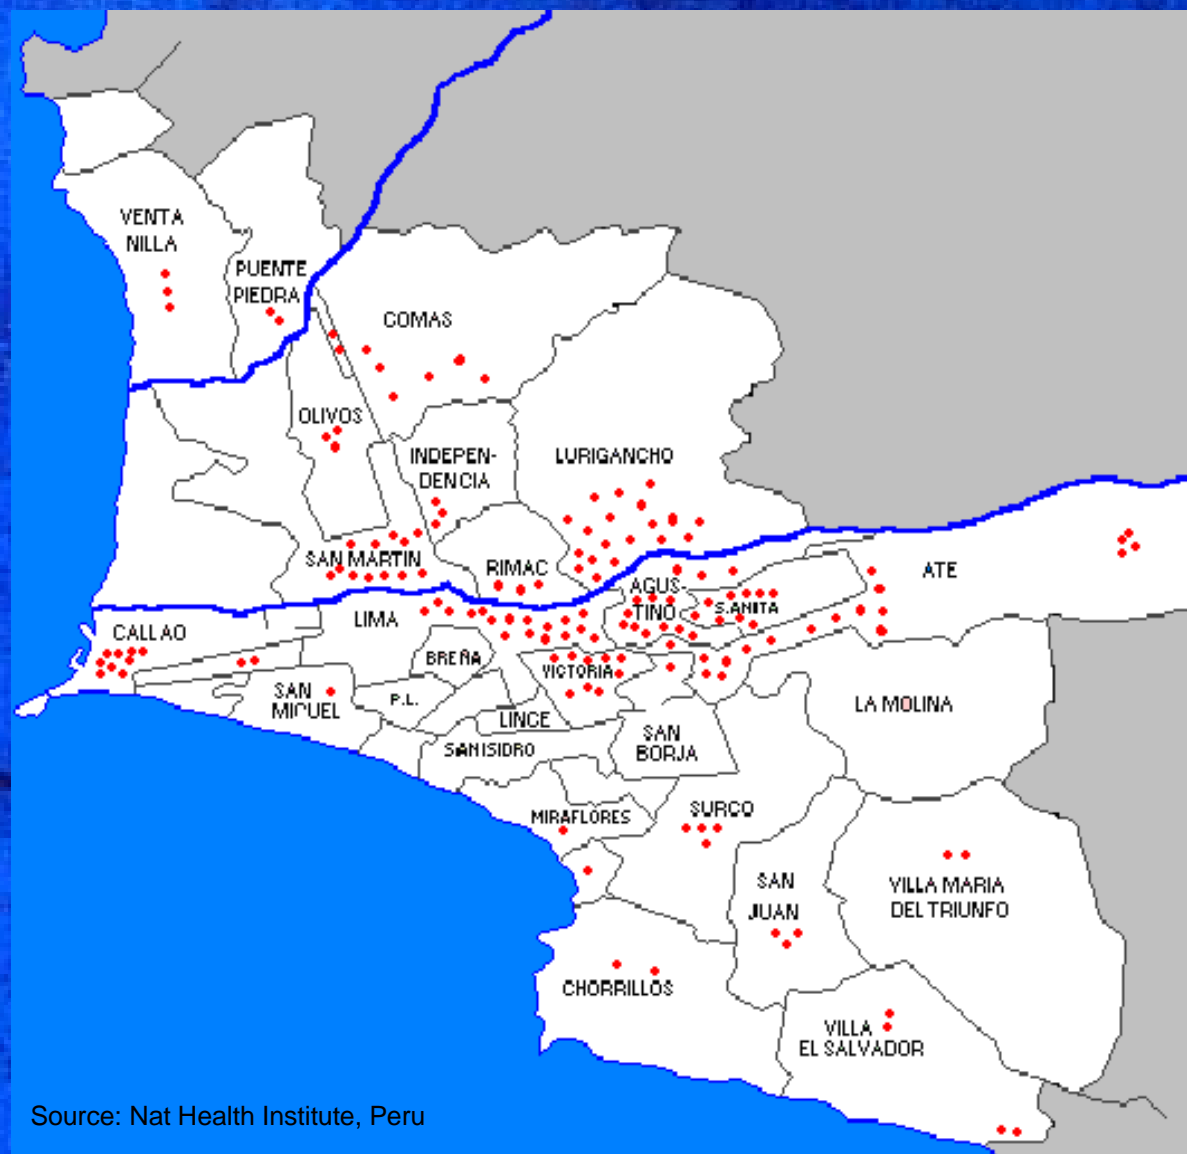 VENTA
NILLA
PUENTE
PIEDRA
COMAS
OLIVOS
INDEPEN-
DENCIA
LURIGANCHO
SAN MARTIN
RIMAC
AGUS-
TINO
S.ANITA
ATE
CALLAO
LIMA
BREÑA
VICTORIA
SAN
MIGUEL
P.L.
LINCE
SAN
BORJA
LA MOLINA
SANISIDRO
MIRAFLORES
SURCO
SAN
JUAN
VILLA MARIA
DEL TRIUNFO
CHORRILLOS
VILLA
EL SALVADOR
Source: Nat Health Institute, Peru